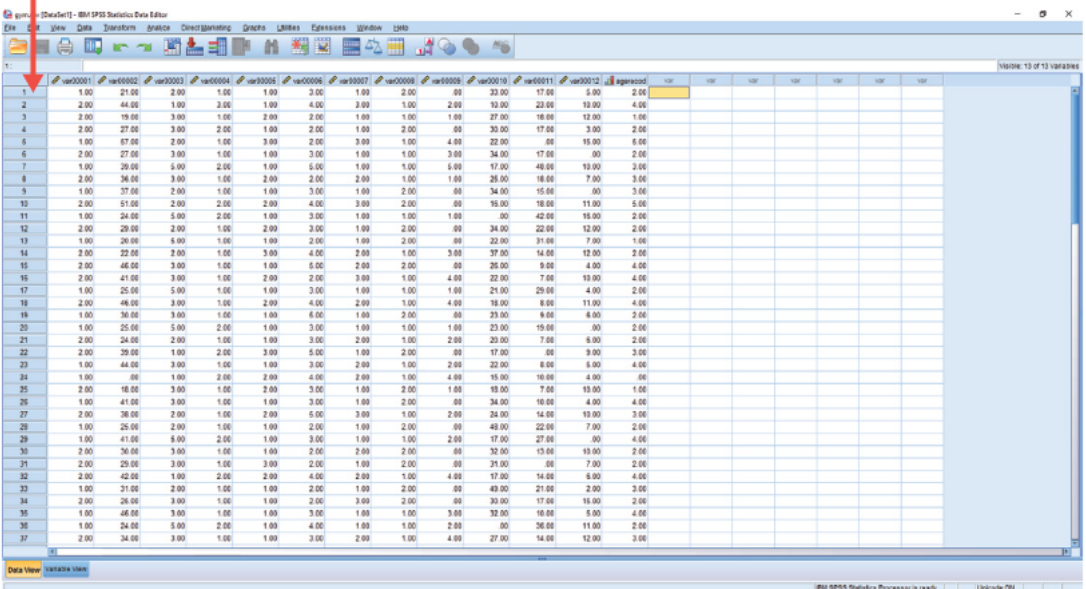 [DataSet1] - IBM SPSS Statistics Data Editor
File Edit View Data Transform Analyze Direct Marketing Graphs Utilities Extensions Window Help
1 :
Visible: 13 of 13 Variables
var00001 var00002 var00003 var00004 var00005 var00006 var00007 var00008 var00009 var00010 var00011 var00012 agerecod var var var var var var
1 1.00 21.00 2.00 1.00 1.00 3.00 1.00 2.00 .00 33.00 17.00 5.00 2.00
2 2.00 44.00 1.00 3.00 1.00 4.00 3.00 1.00 2.00 10.00 23.00 10.00 4.00
3 2.00 19.00 3.00 1.00 2.00 2.00 1.00 1.00 1.00 27.00 18.00 12.00 1.00
4 2.00 27.00 3.00 2.00 1.00 2.00 1.00 2.00 .00 30.00 17.00 3.00 2.00
5 1.00 57.00 2.00 1.00 3.00 2.00 3.00 1.00 4.00 22.00 .00 15.00 5.00
6 2.00 27.00 3.00 1.00 1.00 3.00 1.00 1.00 3.00 34.00 17.00 .00 2.00
7 1.00 39.00 5.00 2.00 1.00 5.00 1.00 1.00 5.00 17.00 48.00 10.00 3.00
8 2.00 36.00 3.00 1.00 2.00 2.00 2.00 1.00 1.00 25.00 18.00 7.00 3.00
9 1.00 37.00 2.00 1.00 1.00 3.00 1.00 2.00 .00 34.00 15.00 .00 3.00
10 2.00 51.00 2.00 2.00 2.00 4.00 3.00 2.00 .00 16.00 18.00 11.00 5.00
11 1.00 24.00 5.00 2.00 1.00 3.00 1.00 1.00 1.00 .00 42.00 16.00 2.00
12 2.00 29.00 2.00 1.00 2.00 3.00 1.00 2.00 .00 34.00 22.00 12.00 2.00
13 1.00 20.00 5.00 1.00 1.00 2.00 1.00 2.00 .00 22.00 31.00 7.00 1.00
14 2.00 22.00 2.00 1.00 3.00 4.00 2.00 1.00 3.00 37.00 14.00 12.00 2.00
15 2.00 46.00 3.00 1.00 1.00 5.00 2.00 2.00 .00 26.00 9.00 4.00 4.00
16 2.00 41.00 3.00 1.00 2.00 2.00 3.00 1.00 4.00 22.00 7.00 10.00 4.00
17 1.00 25.00 5.00 1.00 1.00 3.00 1.00 1.00 1.00 21.00 29.00 4.00 2.00
18 2.00 46.00 3.00 1.00 2.00 4.00 2.00 1.00 4.00 18.00 8.00 11.00 4.00
19 1.00 30.00 3.00 1.00 1.00 5.00 1.00 2.00 .00 23.00 9.00 6.00 2.00
20 1.00 25.00 5.00 2.00 1.00 3.00 1.00 1.00 1.00 23.00 19.00 .00 2.00
21 2.00 24.00 2.00 1.00 1.00 3.00 1.00 1.00 2.00 20.00 7.00 6.00 2.00
22 2.00 39.00 1.00 2.00 3.00 5.00 1.00 2.00 .00 17.00 .00 9.00 3.00
23 1.00 44.00 3.00 1.00 1.00 3.00 1.00 2.00 2.00 22.00 8.00 5.00 4.00
24 1.00 .00 1.00 2.00 2.00 4.00 2.00 1.00 4.00 15.00 10.00 4.00 .00
25 2.00 18.00 3.00 1.00 2.00 3.00 1.00 2.00 1.00 18.00 7.00 10.00 1.00
26 1.00 41.00 3.00 1.00 1.00 3.00 1.00 2.00 .00 34.00 10.00 4.00 4.00
27 2.00 38.00 2.00 1.00 2.00 5.00 3.00 1.00 2.00 24.00 14.00 10.00 3.00
28 1.00 25.00 2.00 1.00 1.00 2.00 1.00 2.00 .00 48.00 22.00 7.00 2.00
29 1.00 41.00 5.00 2.00 1.00 3.00 1.00 1.00 2.00 17.00 27.00 .00 4.00
30 2.00 30.00 3.00 1.00 1.00 2.00 2.00 2.00 .00 32.00 13.00 10.00 2.00
31 2.00 29.00 3.00 1.00 3.00 2.00 1.00 2.00 .00 31.00 .00 7.00 2.00
32 2.00 42.00 1.00 2.00 2.00 4.00 2.00 1.00 4.00 17.00 14.00 6.00 4.00
33 1.00 31.00 2.00 1.00 1.00 2.00 1.00 2.00 .00 49.00 21.00 2.00 3.00
34 2.00 26.00 3.00 1.00 1.00 2.00 3.00 2.00 .00 30.00 17.00 15.00 2.00
35 1.00 46.00 3.00 1.00 1.00 3.00 1.00 1.00 3.00 32.00 10.00 5.00 4.00
36 1.00 24.00 5.00 2.00 1.00 4.00 1.00 1.00 2.00 .00 36.00 11.00 2.00
37 2.00 34.00 3.00 1.00 1.00 3.00 2.00 1.00 4.00 27.00 14.00 12.00 3.00
Data View Variable View
IBM SPSS Statistics Processor is ready Unicode:ON